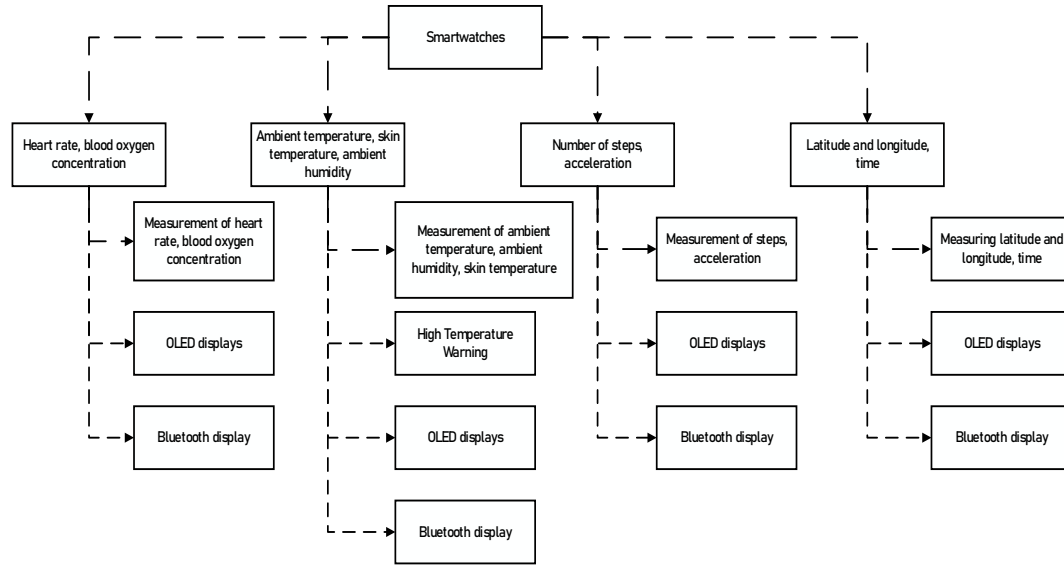 Smartwatches
Heart rate, blood oxygen
concentration
Ambient temperature, skin
temperature, ambient
humidity
Number of steps,
acceleration
Latitude and longitude,
time
Measurement of heart
rate, blood oxygen
concentration
Measurement of ambient
temperature, ambient
humidity, skin temperature
Measurement of steps,
acceleration
Measuring latitude and
longitude, time
OLED displays
High Temperature
Warning
OLED displays
OLED displays
Bluetooth display
OLED displays
Bluetooth display
Bluetooth display
Bluetooth display